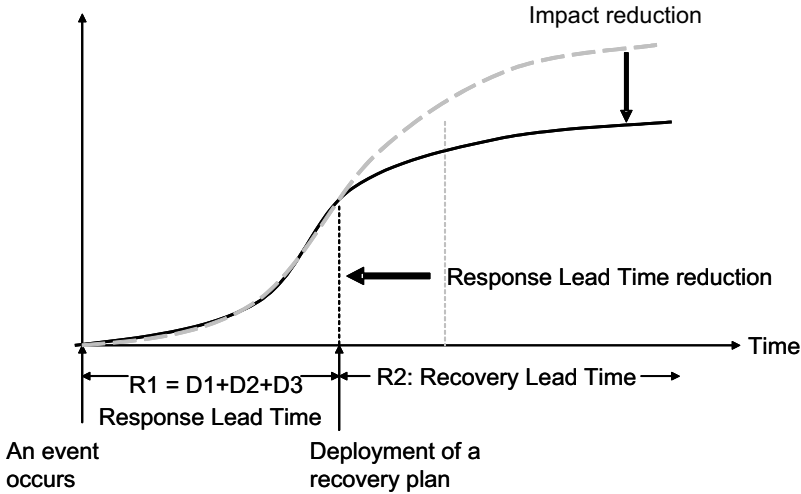 Impact reduction
Response Lead Time reduction
Time
R1 = D1+D2+D3
R2: Recovery Lead Time
Response Lead Time
An event
occurs
Deployment of a
recovery plan